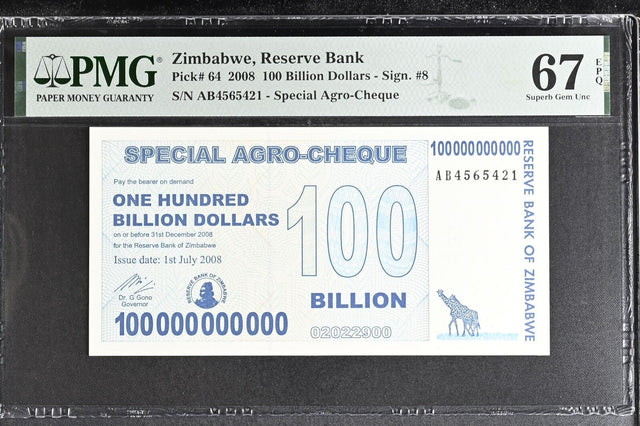 PMG
PAPER MONEY GUARANTY
Zimbabwe, Reserve Bank
Pick# 64 2008 100 Billion Dollars - Sign. #8
S/N AB4565421 - Special Agro-Cheque
67
EPQ
Superb Gem Unc
SPECIAL AGRO-CHEQUE
Pay the bearer on demand
ONE HUNDRED
BILLION DOLLARS
on or before 31st December 2008
for the Reserve Bank of Zimbabwe
Issue date: 1st July 2008
Dr. G Gono
Governor
RESERVE BANK OF ZIMBABWE
100000000000
100
BILLION
02022900
100000000000
AB4565421
RESERVE BANK OF ZIMBABWE